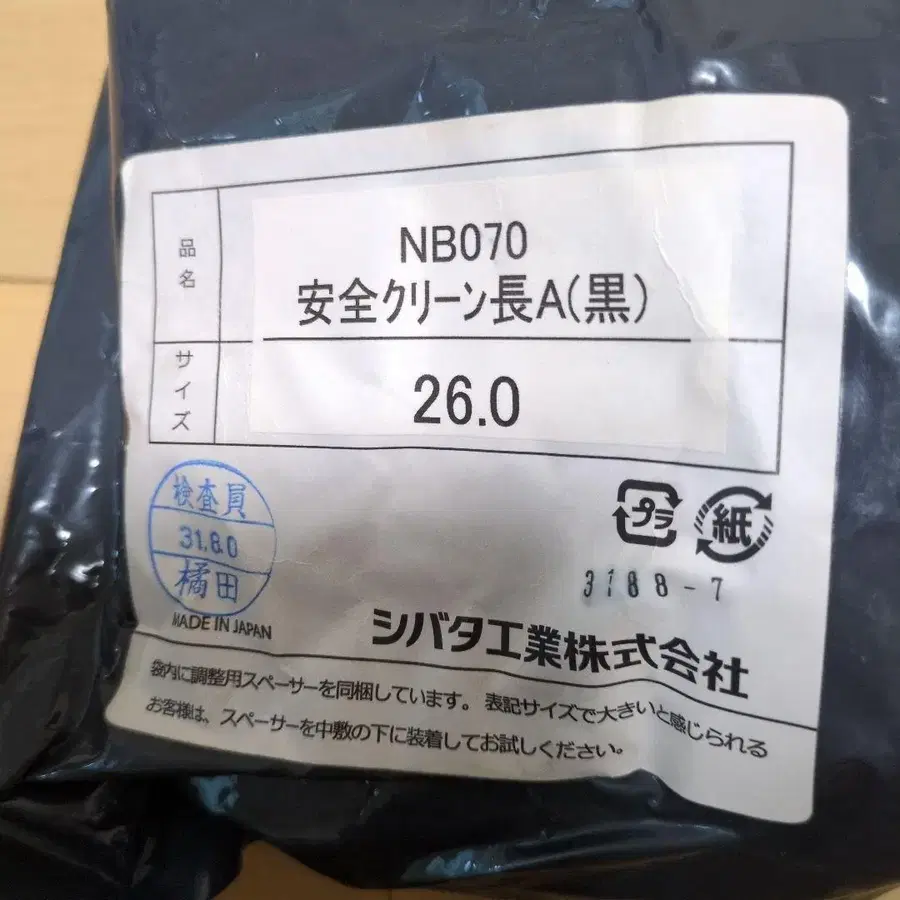 品名
NB070
安全クリーン長A(黒)
サイズ
26.0
検査員
31.8.0
橘田
MADE IN JAPAN
プラ
紙
3188-7
シバタ工業株式会社
袋内に調整用スペーサーを同梱しています。表記サイズで大きいと感じられる
お客様は、スペーサーを中敷の下に装着してお試しください。